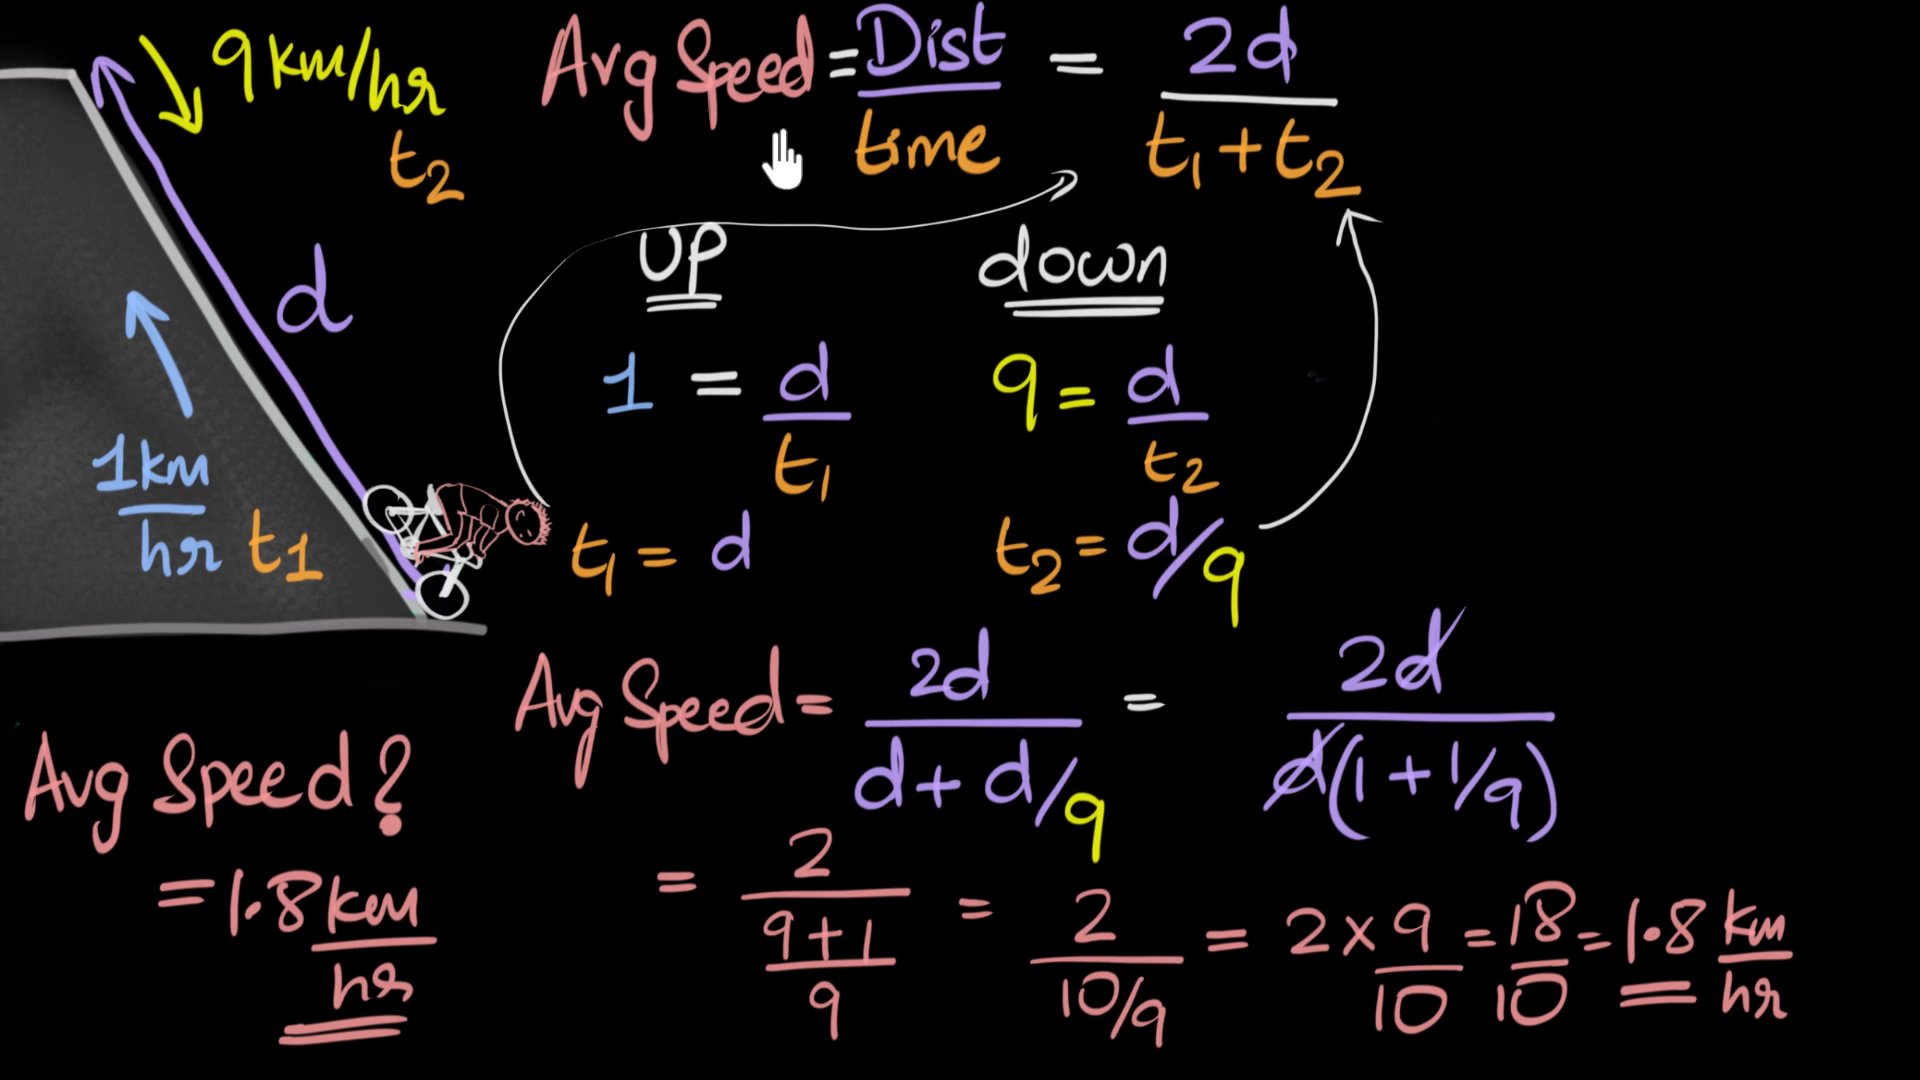 9 km/hr
t2
d
1 km/hr
t1
Avg Speed = Dist/time = 2d/(t1 + t2)
UP
down
1 = d/t1
9 = d/t2
t1 = d
t2 = d/9
Avg Speed = 2d/(d + d/9) = 2d/(d(1 + 1/9))
= 2/((9+1)/9) = 2/(10/9) = 2 × 9/10 = 18/10 = 1.8 km/hr
Avg Speed?
= 1.8 km/hr